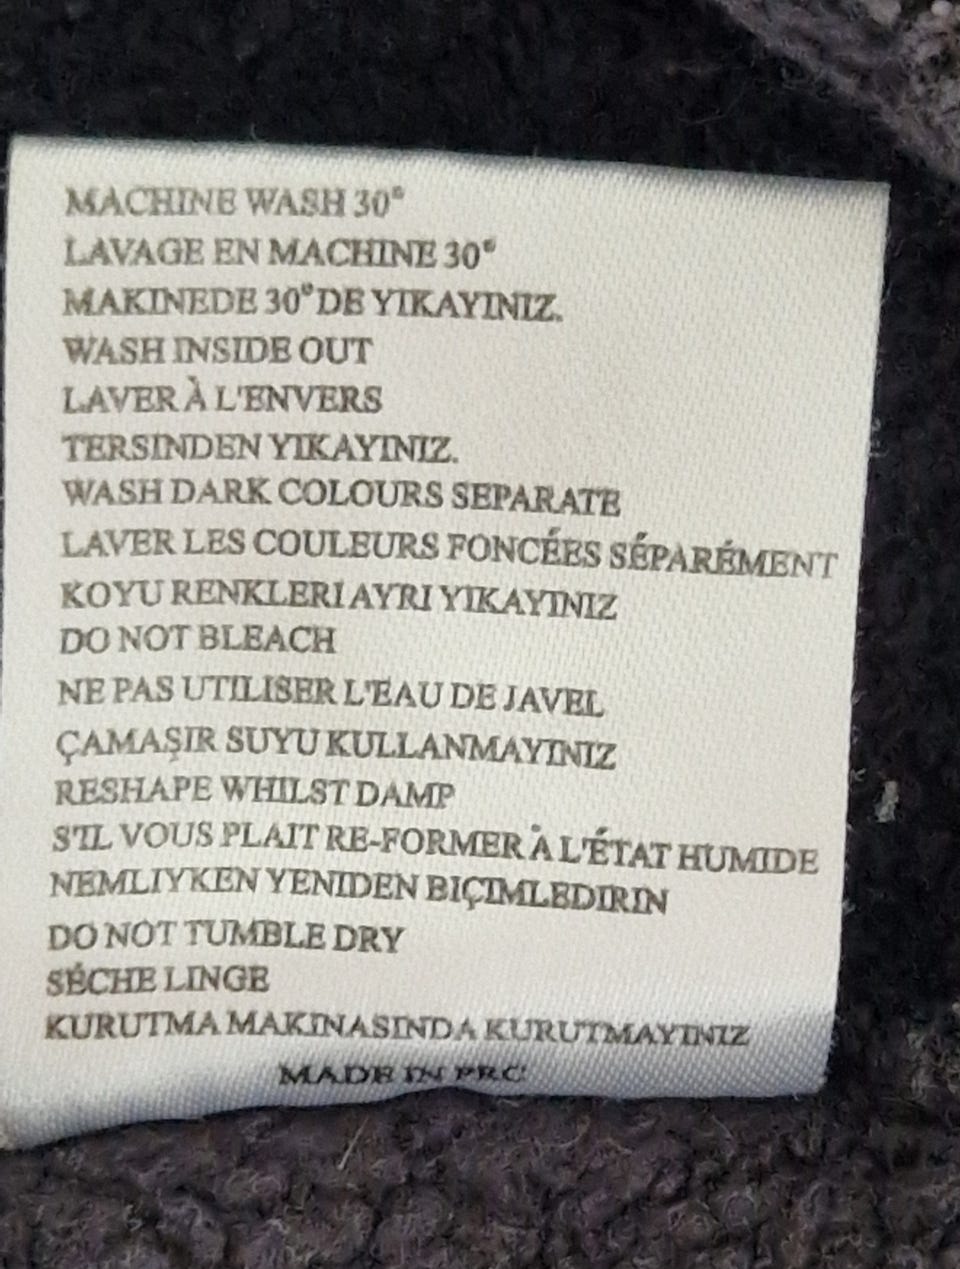 MACHINE WASH 30°
LAVAGE EN MACHINE 30°
MAKINEDE 30° DE YIKAYINIZ.
WASH INSIDE OUT
LAVER À L'ENVERS
TERSINDEN YIKAYINIZ.
WASH DARK COLOURS SEPARATE
LAVER LES COULEURS FONCÉES SÉPARÉMENT
KOYU RENKLERI AYRI YIKAYINIZ
DO NOT BLEACH
NE PAS UTILISER L'EAU DE JAVEL
ÇAMAŞIR SUYU KULLANMAYINIZ
RESHAPE WHILST DAMP
S'IL VOUS PLAIT RE-FORMER À L'ÉTAT HUMIDE
NEMLIYKEN YENIDEN BIÇIMLEDIRIN
DO NOT TUMBLE DRY
SÉCHE LINGE
KURUTMA MAKINASINDA KURUTMAYINIZ
MADE IN PRC